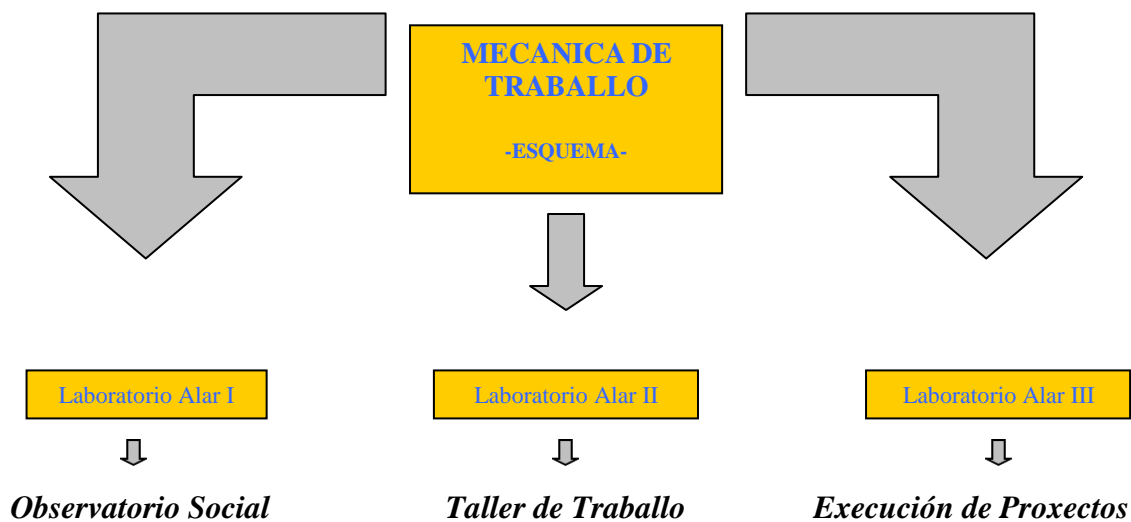 MECANICA DE
TRABALLO
-ESQUEMA-
Laboratorio Alar I
Laboratorio Alar II
Laboratorio Alar III
Observatorio Social
Taller de Traballo
Execución de Proxectos